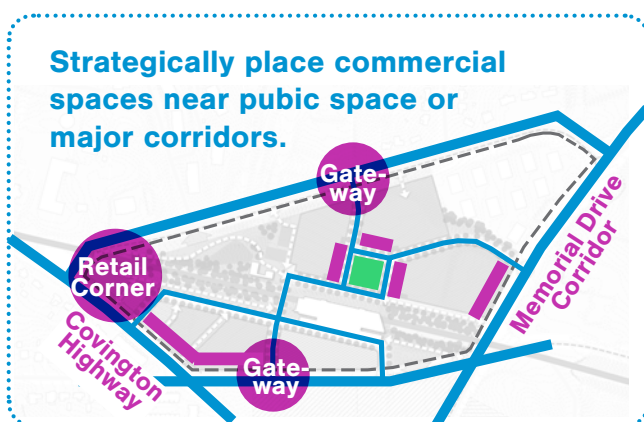 Strategically place commercial
spaces near pubic space or
major corridors.
Gate-
way
Retail
Corner
Memorial Drive
Corridor
Covington
Highway
Gate-
way